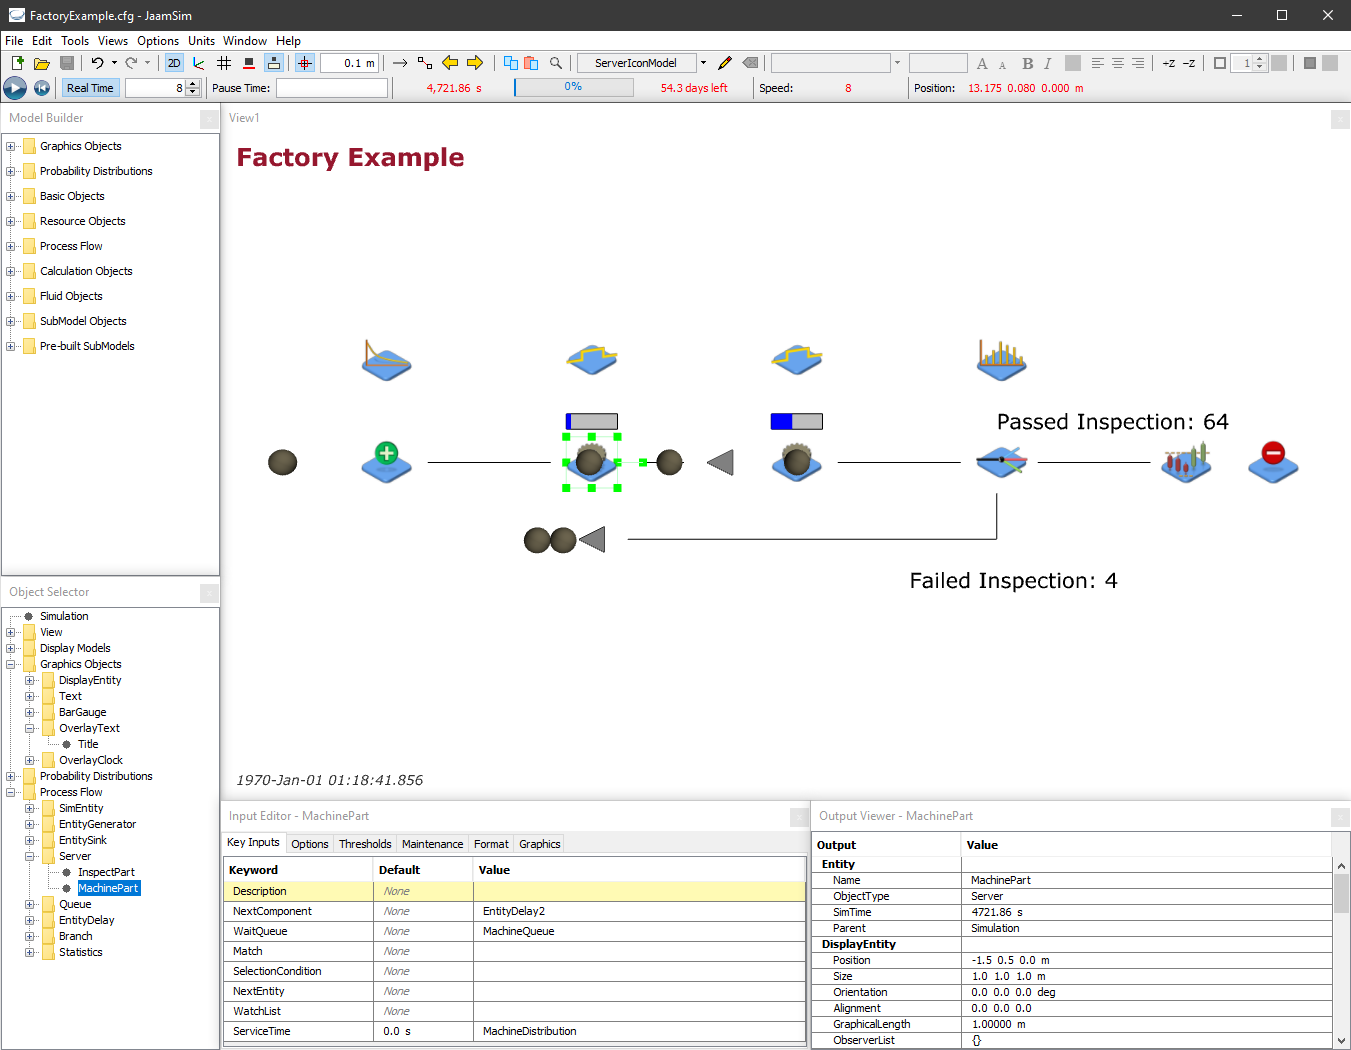 FactoryExample.cfg - JaamSim
File Edit Tools Views Options Units Window Help
2D 0.1 m ServerIconModel A A B I +Z -Z 1
Real Time 8 Pause Time: 4,721.86 s 0% 54.3 days left Speed: 8 Position: 13.175 0.080 0.000 m
Model Builder
Graphics Objects
Probability Distributions
Basic Objects
Resource Objects
Process Flow
Calculation Objects
Fluid Objects
SubModel Objects
Pre-built SubModels
Object Selector
Simulation
View
Display Models
Graphics Objects
DisplayEntity
Text
BarGauge
OverlayText
Title
OverlayClock
Probability Distributions
Process Flow
SimEntity
EntityGenerator
EntitySink
Server
InspectPart
MachinePart
Queue
EntityDelay
Branch
Statistics
View1
Factory Example
Passed Inspection: 64
Failed Inspection: 4
1970-Jan-01 01:18:41.856
Input Editor - MachinePart
Key Inputs Options Thresholds Maintenance Format Graphics
Keyword Default Value
Description None
NextComponent None EntityDelay2
WaitQueue None MachineQueue
Match None
SelectionCondition None
NextEntity None
WatchList None
ServiceTime 0.0 s MachineDistribution
Output Viewer - MachinePart
Output Value
Entity
Name MachinePart
ObjectType Server
SimTime 4721.86 s
Parent Simulation
DisplayEntity
Position -1.5 0.5 0.0 m
Size 1.0 1.0 1.0 m
Orientation 0.0 0.0 0.0 deg
Alignment 0.0 0.0 0.0
GraphicalLength 1.00000 m
ObserverList {}